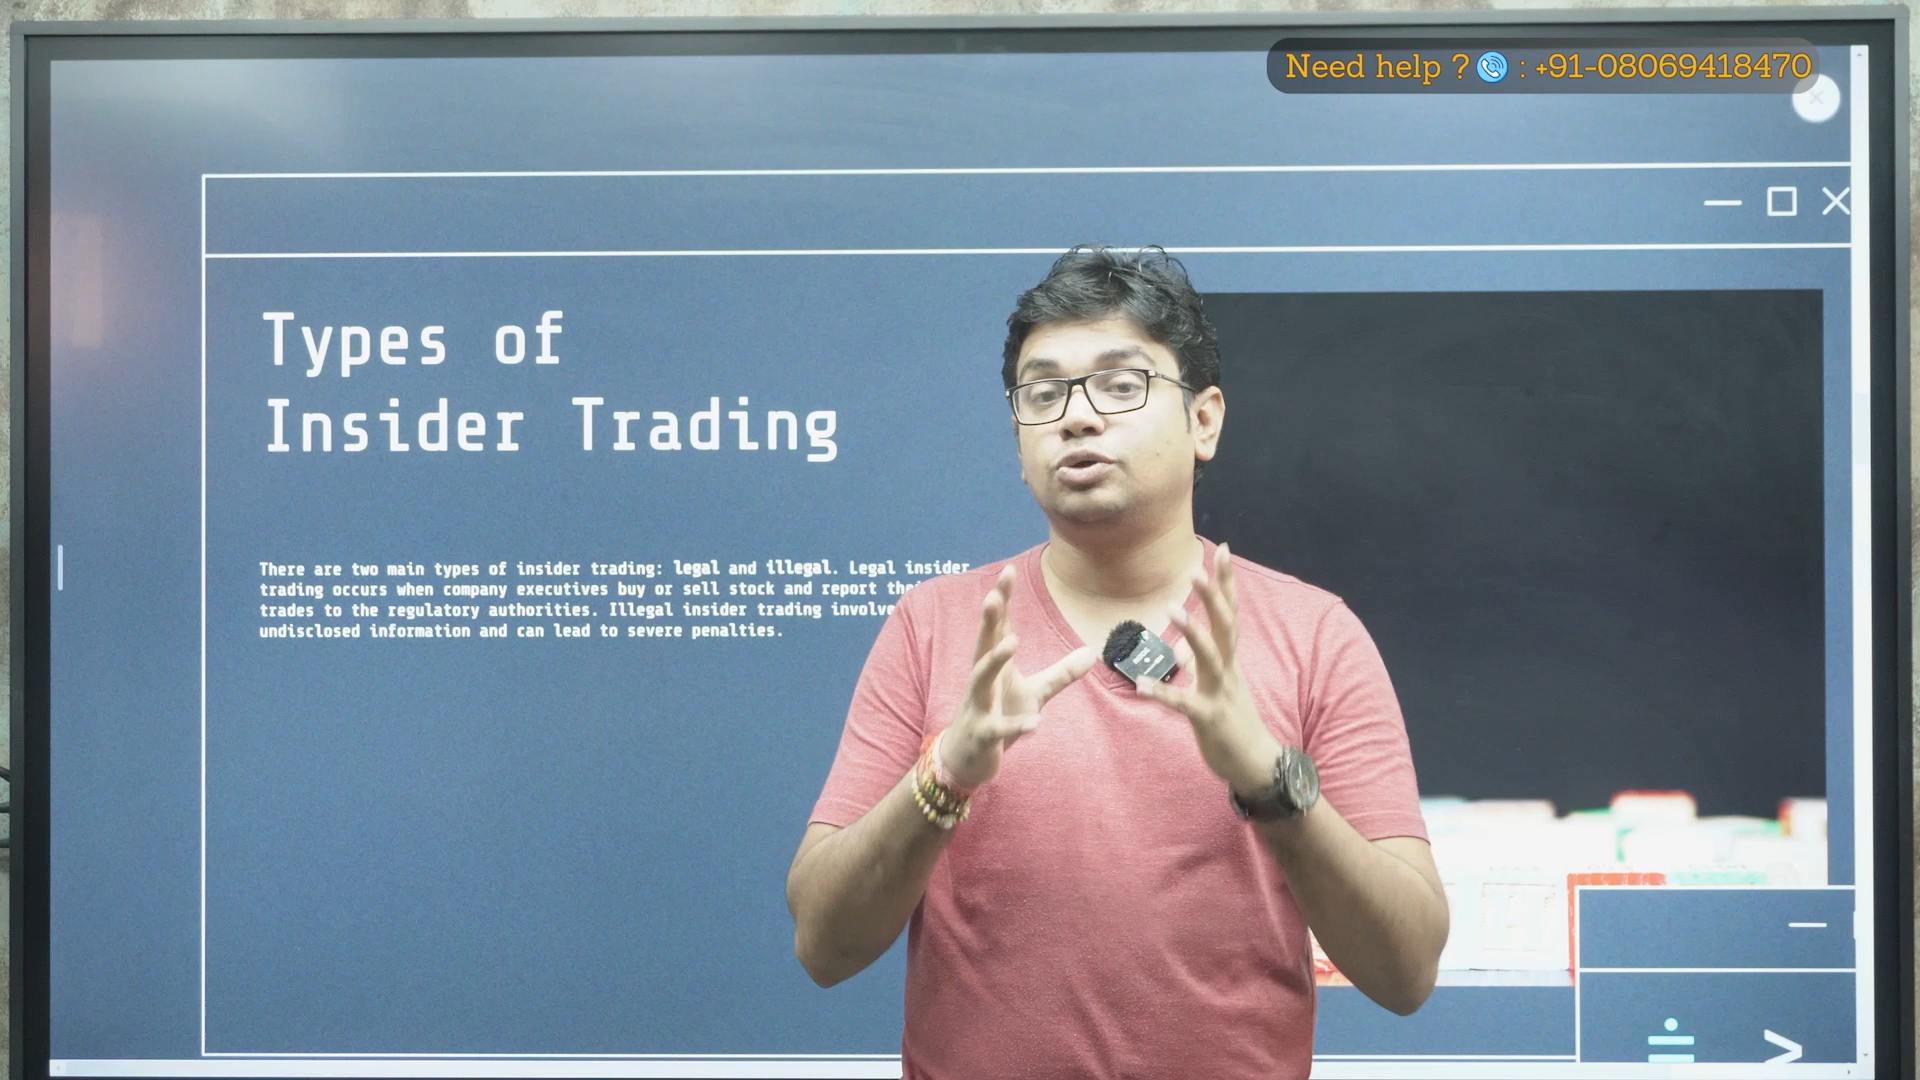 Need help ? : +91-08069418470
Types of
Insider Trading
There are two main types of insider trading: legal and illegal. Legal insider
trading occurs when company executives buy or sell stock and report
trades to the regulatory authorities. Illegal insider trading
undisclosed information and can lead to severe penalties.